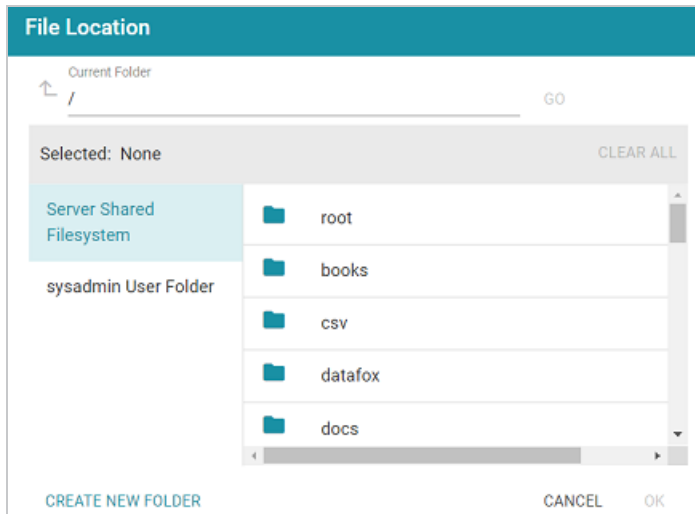 File Location
Current Folder
/
GO
Selected: None
CLEAR ALL
Server Shared
Filesystem
sysadmin User Folder
root
books
csv
datafox
docs
CREATE NEW FOLDER
CANCEL
OK